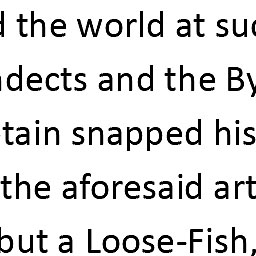 d the world at suc
ndects and the By
tain snapped his
the aforesaid art
but a Loose-Fish,